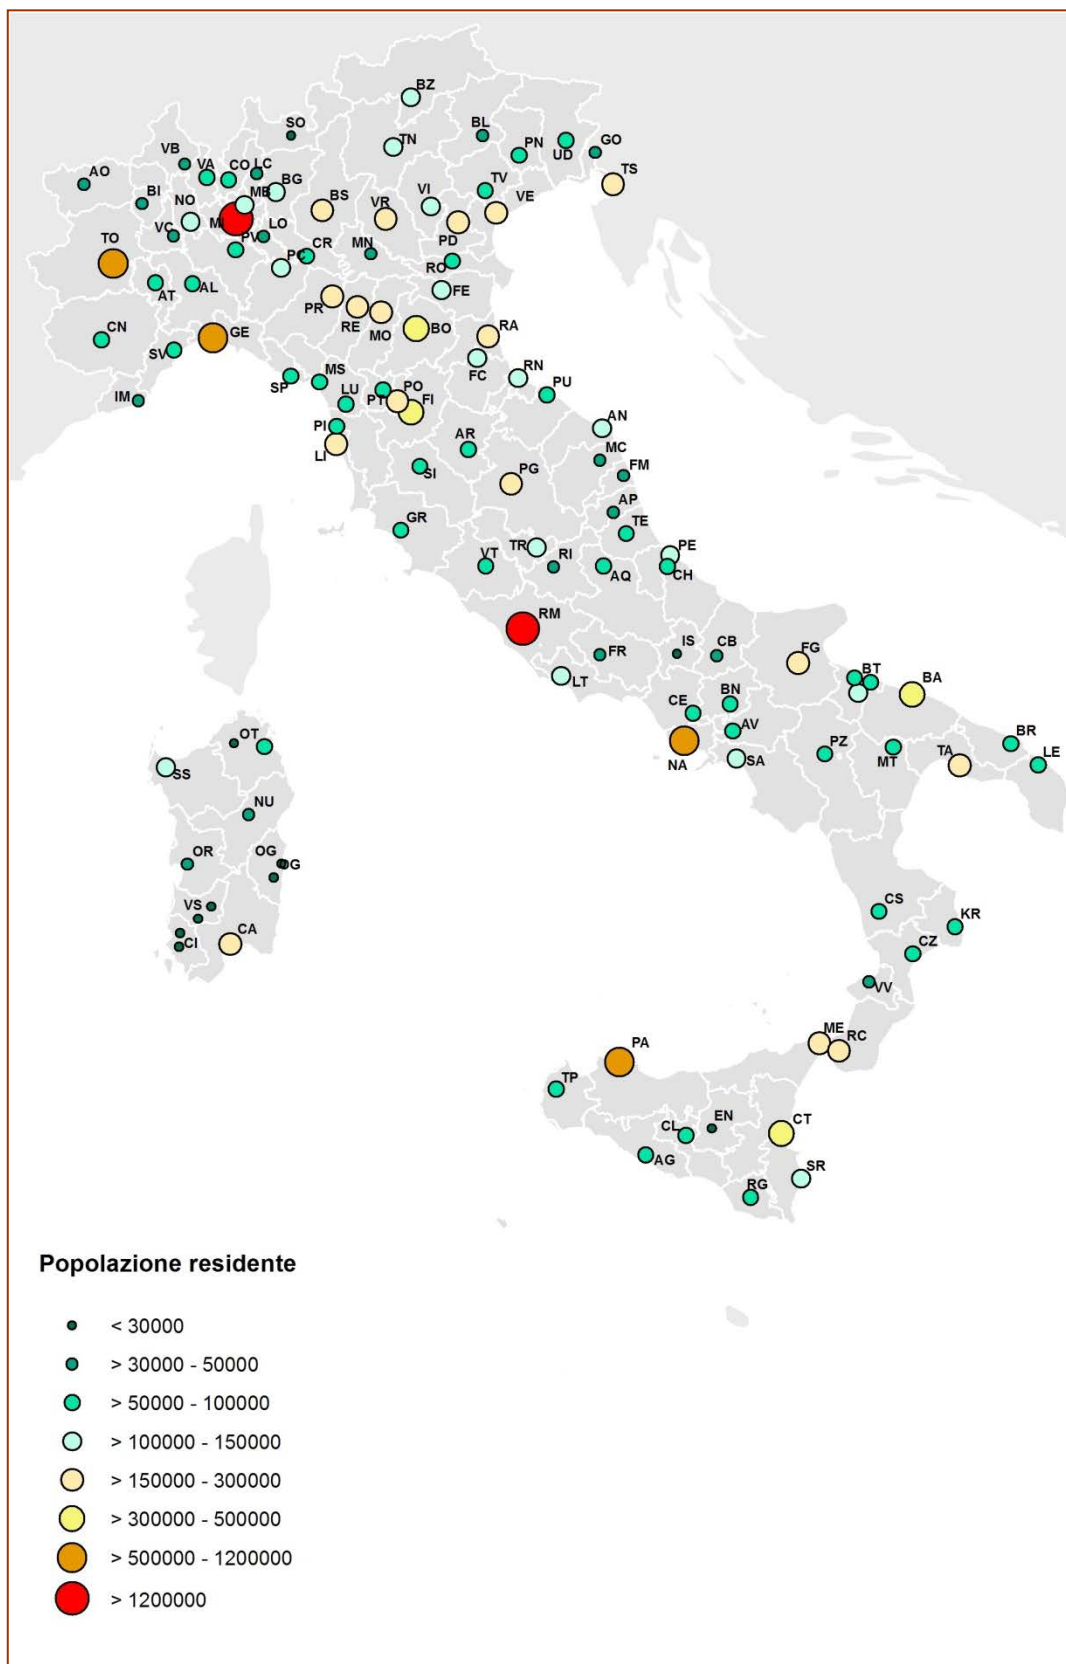 BZ
SO
BL
PN
UD
GO
TN
VB
VA
CO
LC
AO
BI
MB
BG
TS
NO
BS
VR
VI
TV
VE
VC
MI
LO
TO
PV
CR
MN
PD
PC
RO
AT
AL
FE
PR
RE
MO
BO
RA
CN
GE
SV
FC
RN
IM
SP
MS
LU
PT
PO
FI
PU
AN
PI
LI
AR
MC
SI
FM
PG
AP
GR
TE
TR
VT
RI
PE
AQ
CH
RM
FR
IS
CB
FG
LT
BT
BA
CE
BN
AV
NA
SA
PZ
MT
TA
BR
LE
OT
SS
NU
OR
OG
OG
VS
CA
CI
CS
KR
CZ
VV
ME
RC
PA
TP
EN
CL
CT
AG
SR
RG
Popolazione residente
< 30000
> 30000 - 50000
> 50000 - 100000
> 100000 - 150000
> 150000 - 300000
> 300000 - 500000
> 500000 - 1200000
> 1200000